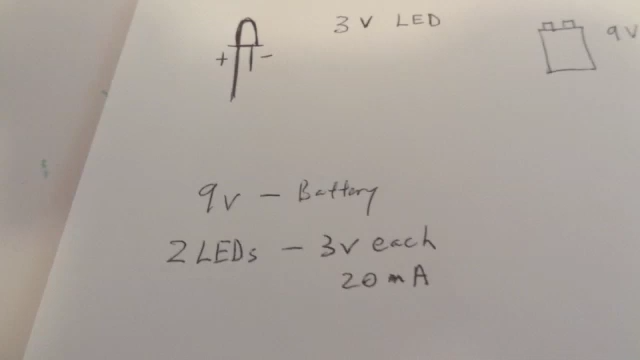 3V LED
9V
+ -
9V - Battery
2 LEDs - 3V each
20mA